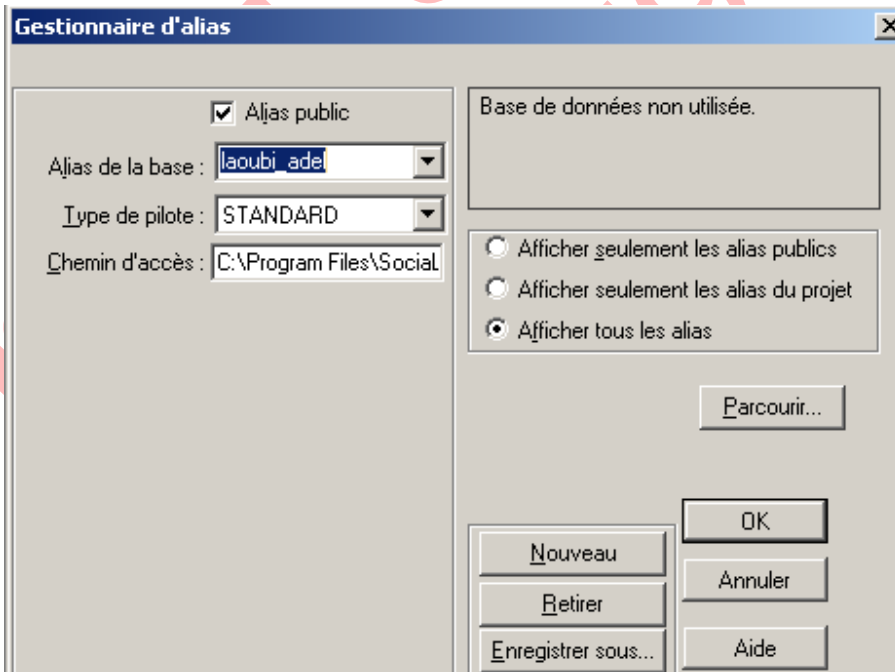 Gestionnaire d'alias
Alias public
Alias de la base : laoubi_adel
Type de pilote : STANDARD
Chemin d'accès : C:\Program Files\SociaL
Base de données non utilisée.
Afficher seulement les alias publics
Afficher seulement les alias du projet
Afficher tous les alias
Parcourir...
Nouveau
Retirer
Enregistrer sous...
OK
Annuler
Aide